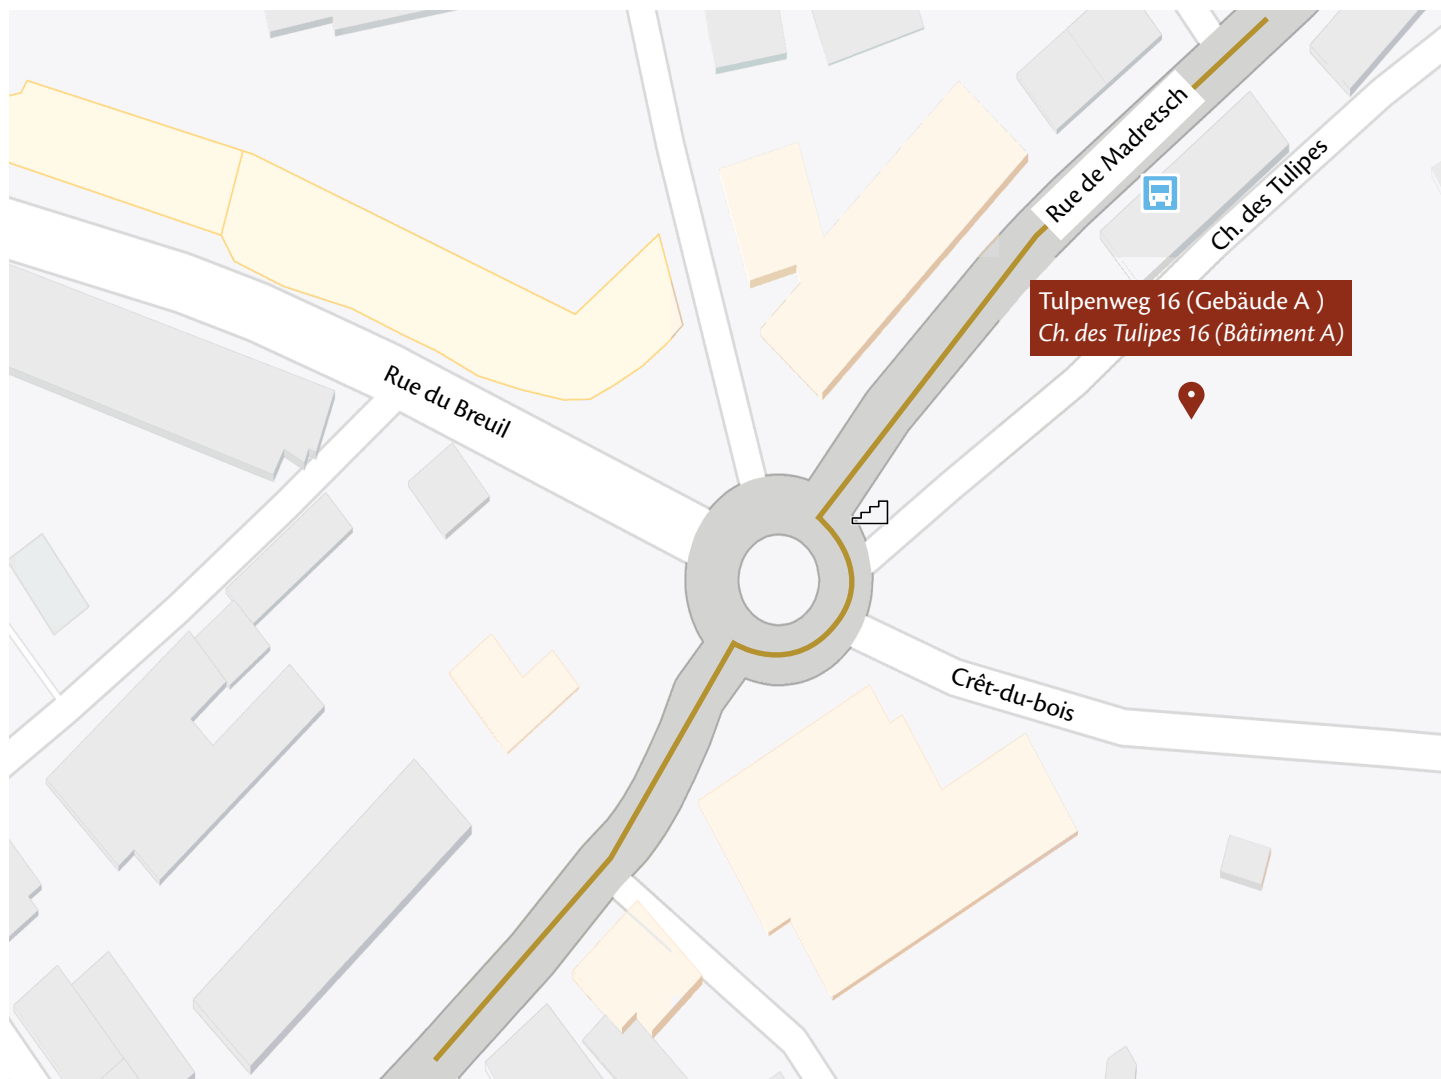 Rue de Madretsch
Ch. des Tulipes
Tulpenweg 16 (Gebäude A )
Ch. des Tulipes 16 (Bâtiment A)
Rue du Breuil
Crêt-du-bois